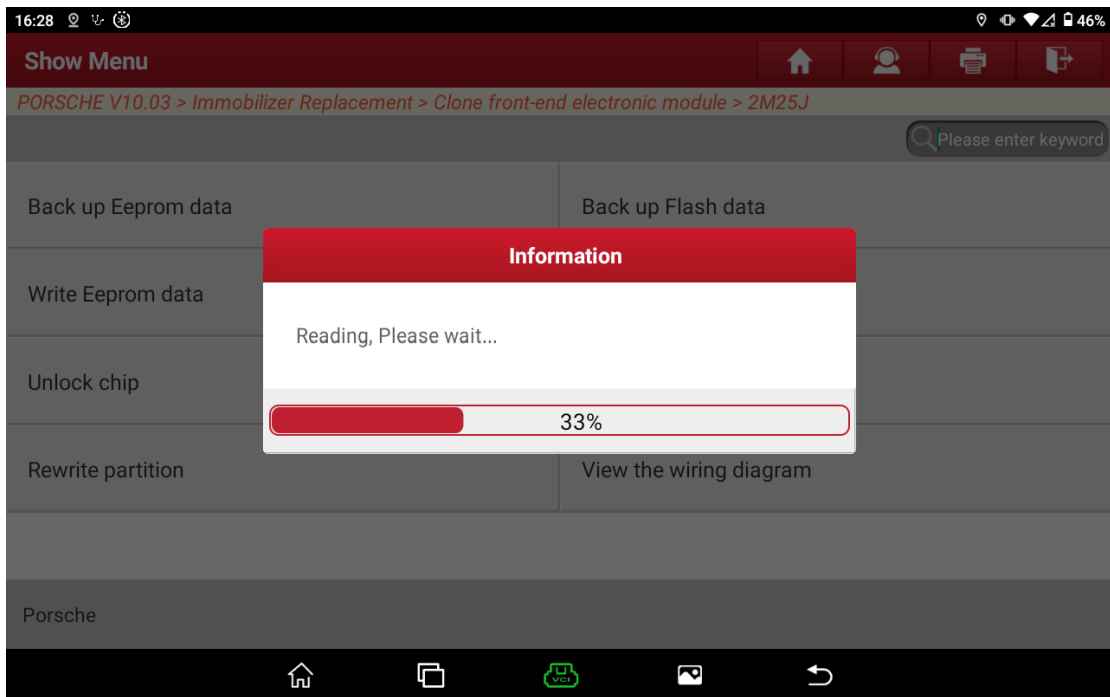 16:28
46%
Show Menu
PORSCHE V10.03 > Immobilizer Replacement > Clone front-end electronic module > 2M25J
Please enter keyword
Back up Eeprom data
Back up Flash data
Information
Write Eeprom data
Reading, Please wait...
Unlock chip
33%
Rewrite partition
View the wiring diagram
Porsche
VCI